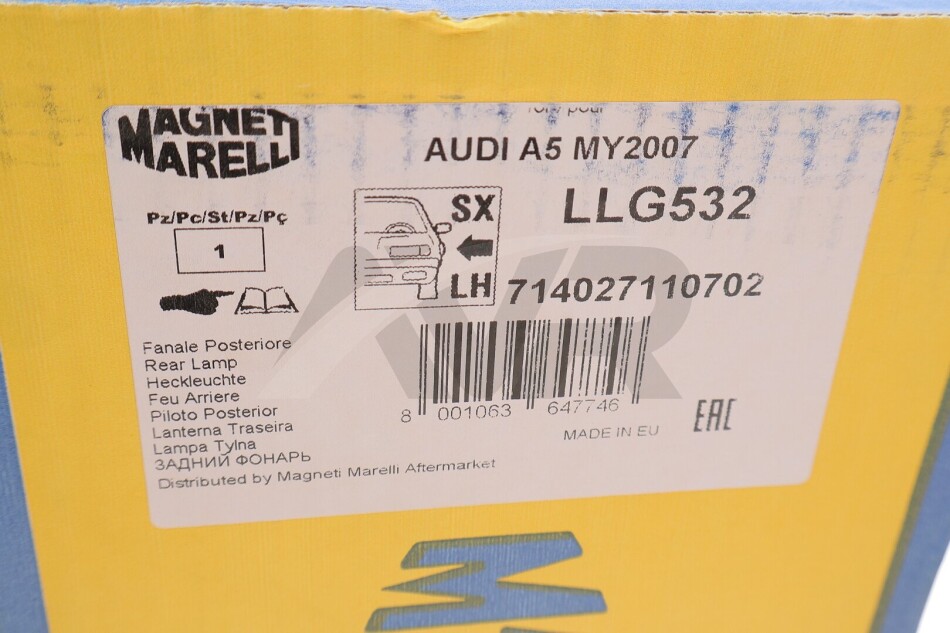 MAGNETI
MARELLI
pour
AUDI A5 MY2007
LLG532
Pz/Pc/St/Pz/Pç
1
SX
LH
714027110702
Fanale Posteriore
Rear Lamp
Heckleuchte
Feu Arriere
Piloto Posterior
Lanterna Traseira
Lampa Tylna
ЗАДНИЙ ФОНАРЬ
Distributed by Magneti Marelli Aftermarket
8 001063 647746
MADE IN EU
EAC